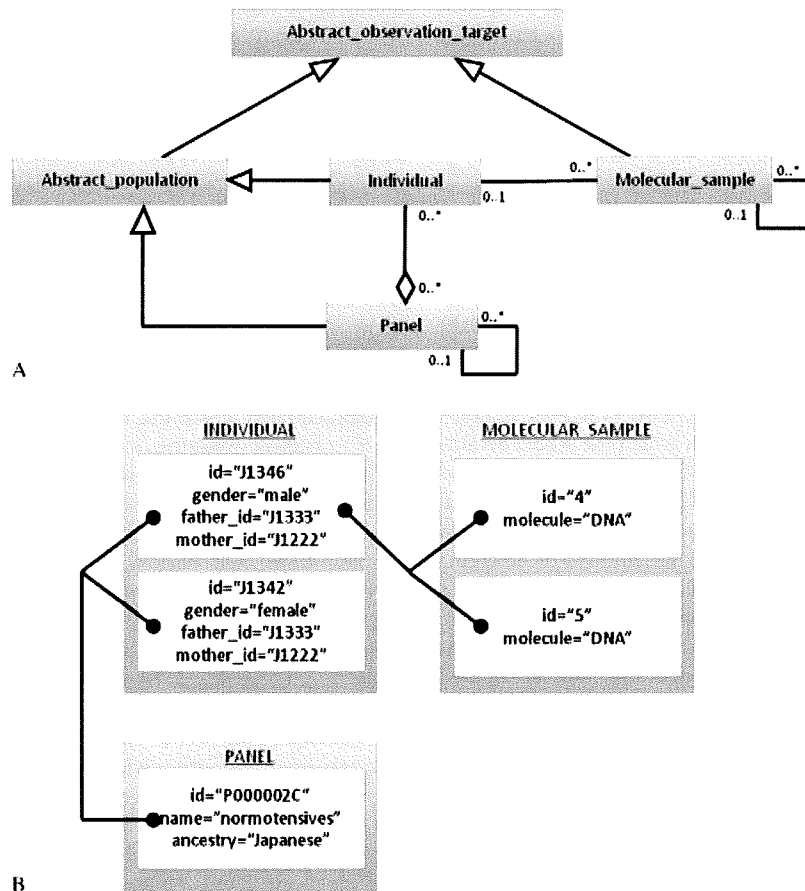 Abstract_observation_target
Abstract_population
Individual
0..*
0..1
Molecular_sample
0..*
0..1
0..*
0..*
Panel
0..*
0..1
A
INDIVIDUAL
id="J1346"
gender="male"
father_id="J1333"
mother_id="J1222"
id="J1342"
gender="female"
father_id="J1333"
mother_id="J1222"
MOLECULAR_SAMPLE
id="4"
molecule="DNA"
id="5"
molecule="DNA"
PANEL
id="P000002C"
name="normotensives"
ancestry="Japanese"
B